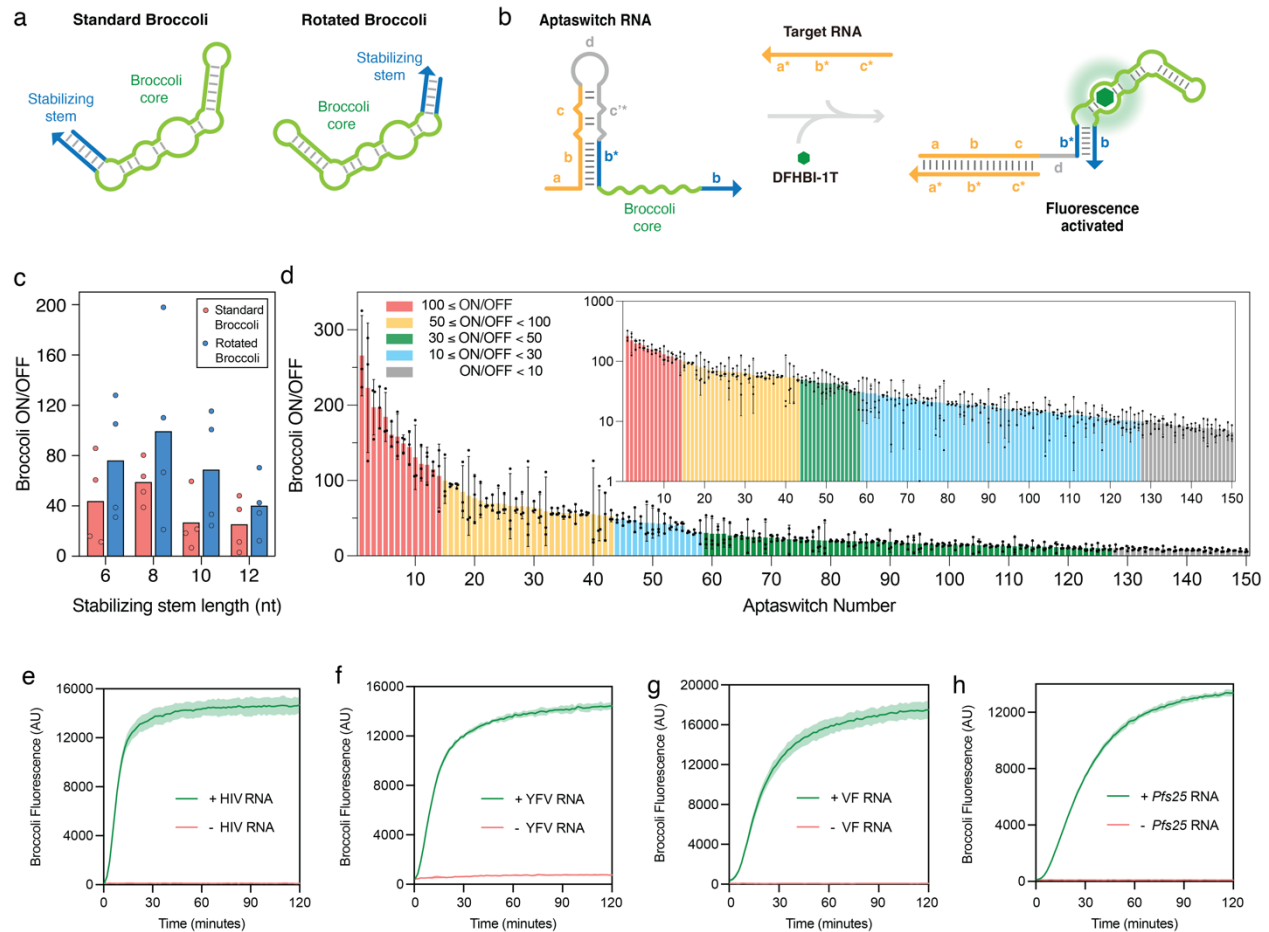 a
Standard Broccoli
Rotated Broccoli
Stabilizing
stem
Broccoli
core
Stabilizing
stem
Broccoli
core
b
Aptaswitch RNA
d
c
c'*
b
b*
a
b
Broccoli
core
Target RNA
a* b* c*
DFHBI-1T
a b c
d
b*
b
a* b* c*
Fluorescence
activated
c
Broccoli ON/OFF
200
160
120
80
40
0
6 8 10 12
Stabilizing stem length (nt)
Standard
Broccoli
Rotated
Broccoli
d
Broccoli ON/OFF
300
200
100
0
100 ≤ ON/OFF
50 ≤ ON/OFF < 100
30 ≤ ON/OFF < 50
10 ≤ ON/OFF < 30
ON/OFF < 10
1000
100
10
1
10 20 30 40 50 60 70 80 90 100 110 120 130 140 150
10 20 30 40 50 60 70 80 90 100 110 120 130 140 150
Aptaswitch Number
e
Broccoli Fluorescence (AU)
16000
12000
8000
4000
0
+ HIV RNA
- HIV RNA
0 30 60 90 120
Time (minutes)
f
Broccoli Fluorescence (AU)
16000
12000
8000
4000
0
+ YFV RNA
- YFV RNA
0 30 60 90 120
Time (minutes)
g
Broccoli Fluorescence (AU)
20000
16000
12000
8000
4000
0
+ VF RNA
- VF RNA
0 30 60 90 120
Time (minutes)
h
Broccoli Fluorescence (AU)
12000
8000
4000
0
+ Pfs25 RNA
- Pfs25 RNA
0 30 60 90 120
Time (minutes)